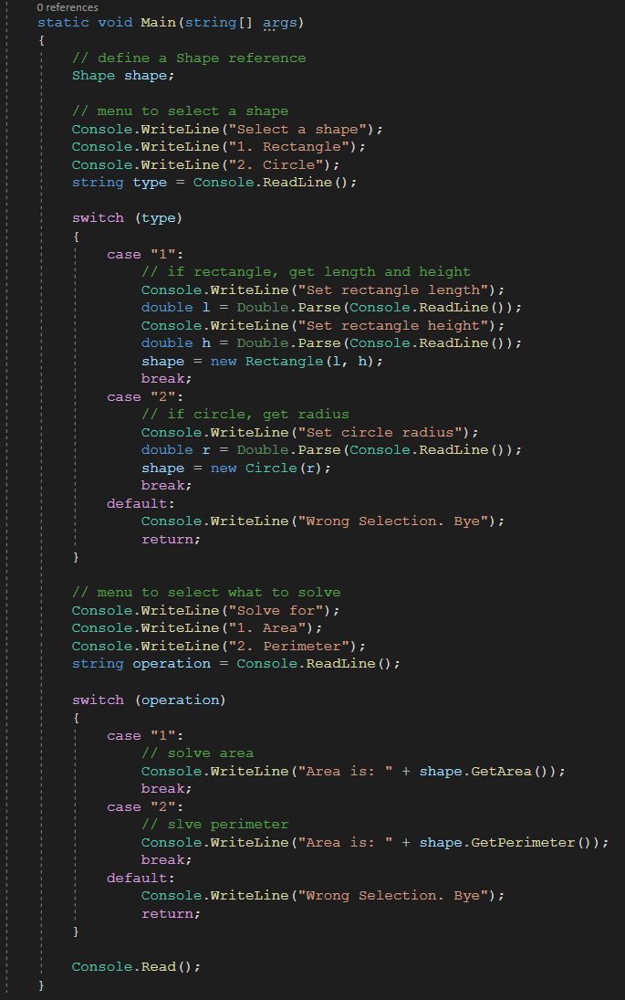 0 references
static void Main(string[] args)
{
// define a Shape reference
Shape shape;
// menu to select a shape
Console.WriteLine("Select a shape");
Console.WriteLine("1. Rectangle");
Console.WriteLine("2. Circle");
string type = Console.ReadLine();
switch (type)
{
case "1":
// if rectangle, get length and height
Console.WriteLine("Set rectangle length");
double l = Double.Parse(Console.ReadLine());
Console.WriteLine("Set rectangle height");
double h = Double.Parse(Console.ReadLine());
shape = new Rectangle(l, h);
break;
case "2":
// if circle, get radius
Console.WriteLine("Set circle radius");
double r = Double.Parse(Console.ReadLine());
shape = new Circle(r);
break;
default:
Console.WriteLine("Wrong Selection. Bye");
return;
}
// menu to select what to solve
Console.WriteLine("Solve for");
Console.WriteLine("1. Area");
Console.WriteLine("2. Perimeter");
string operation = Console.ReadLine();
switch (operation)
{
case "1":
// solve area
Console.WriteLine("Area is: " + shape.GetArea());
break;
case "2":
// slve perimeter
Console.WriteLine("Area is: " + shape.GetPerimeter());
break;
default:
Console.WriteLine("Wrong Selection. Bye");
return;
}
Console.Read();
}